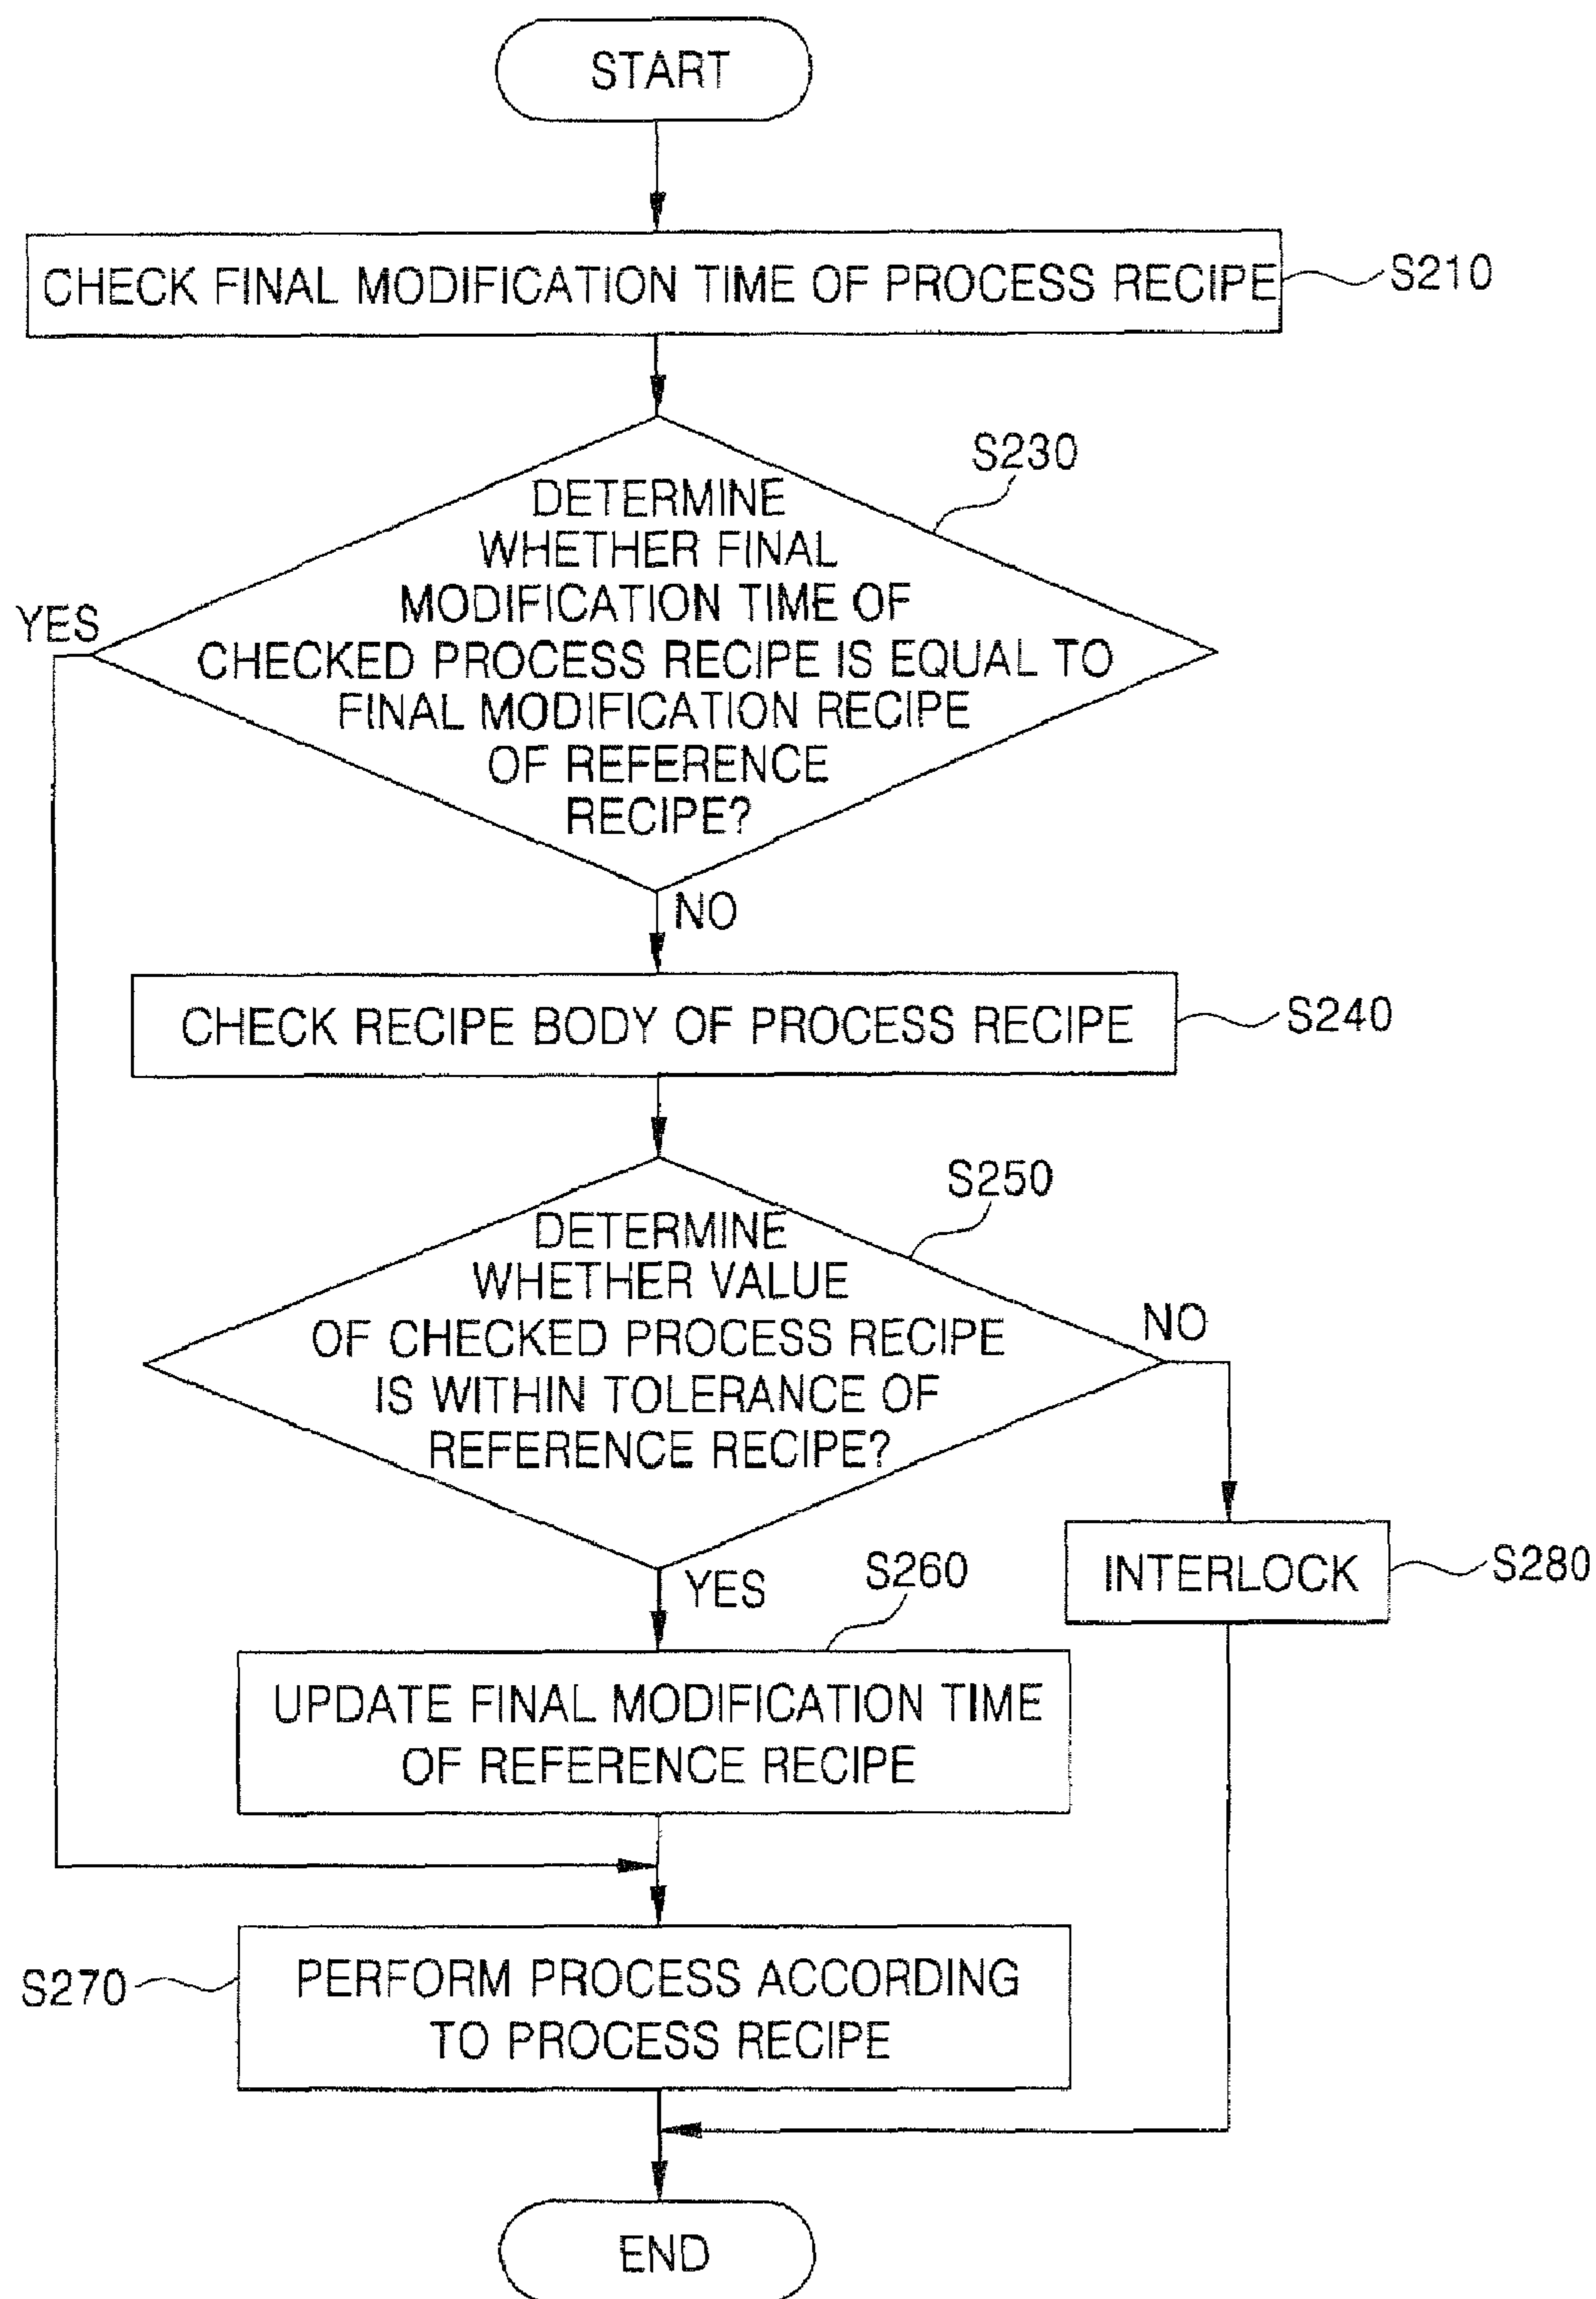 START
CHECK FINAL MODIFICATION TIME OF PROCESS RECIPE
S210
S230
DETERMINE
WHETHER FINAL
MODIFICATION TIME OF
CHECKED PROCESS RECIPE IS EQUAL TO
FINAL MODIFICATION RECIPE
OF REFERENCE
RECIPE?
YES
NO
CHECK RECIPE BODY OF PROCESS RECIPE
S240
S250
DETERMINE
WHETHER VALUE
OF CHECKED PROCESS RECIPE
IS WITHIN TOLERANCE OF
REFERENCE RECIPE?
NO
YES
INTERLOCK
S280
S260
UPDATE FINAL MODIFICATION TIME
OF REFERENCE RECIPE
S270
PERFORM PROCESS ACCORDING
TO PROCESS RECIPE
END